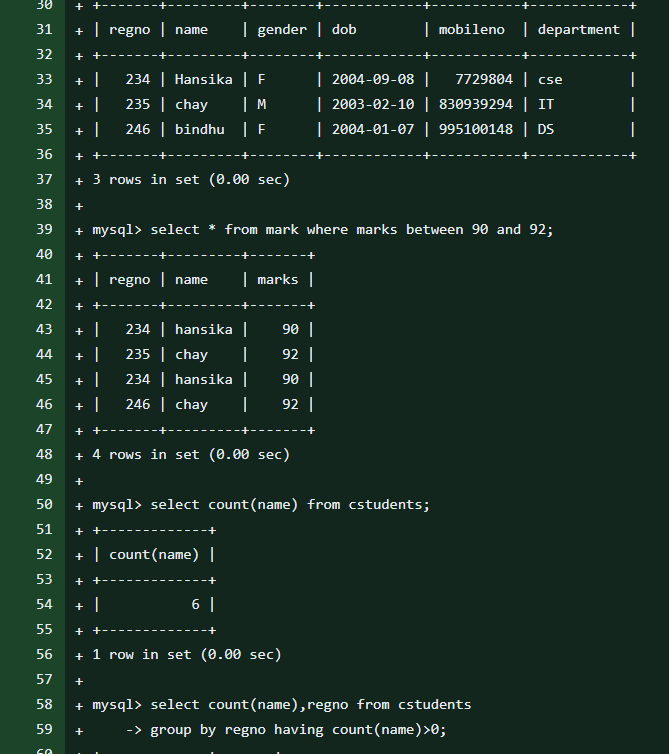 30 + +-------+---------+--------+------------+-----------+------------+
31 + | regno | name    | gender | dob        | mobileno  | department |
32 + +-------+---------+--------+------------+-----------+------------+
33 + |   234 | Hansika | F      | 2004-09-08 |   7729804 | cse        |
34 + |   235 | chay    | M      | 2003-02-10 | 830939294 | IT         |
35 + |   246 | bindhu  | F      | 2004-01-07 | 995100148 | DS         |
36 + +-------+---------+--------+------------+-----------+------------+
37 + 3 rows in set (0.00 sec)
38 +
39 + mysql> select * from mark where marks between 90 and 92;
40 + +-------+---------+-------+
41 + | regno | name    | marks |
42 + +-------+---------+-------+
43 + |   234 | hansika |    90 |
44 + |   235 | chay    |    92 |
45 + |   234 | hansika |    90 |
46 + |   246 | chay    |    92 |
47 + +-------+---------+-------+
48 + 4 rows in set (0.00 sec)
49 +
50 + mysql> select count(name) from cstudents;
51 + +-------------+
52 + | count(name) |
53 + +-------------+
54 + |           6 |
55 + +-------------+
56 + 1 row in set (0.00 sec)
57 +
58 + mysql> select count(name),regno from cstudents
59 +     -> group by regno having count(name)>0;